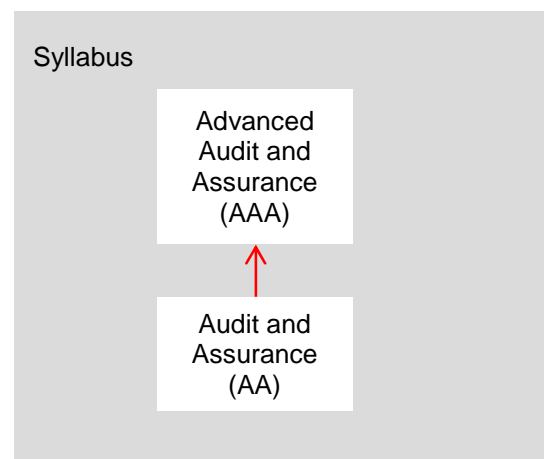 Syllabus
Advanced
Audit and
Assurance
(AAA)
Audit and
Assurance
(AA)